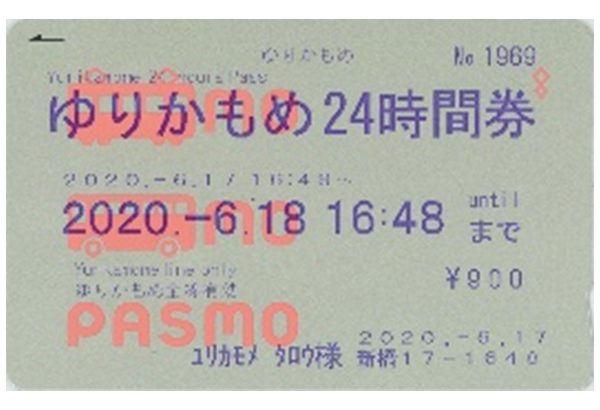 ゆりかもめ No 1969
Yurikamome 24 Hours Pass
ゆりかもめ24時間券
2020.-6.17 16:48~
2020.-6.18 16:48 until まで
Yurikamome line only ¥900
ゆりかもめ全線有効
PASMO
2020.-6.17
ユリカモメ タロウ様 新橋17-1640